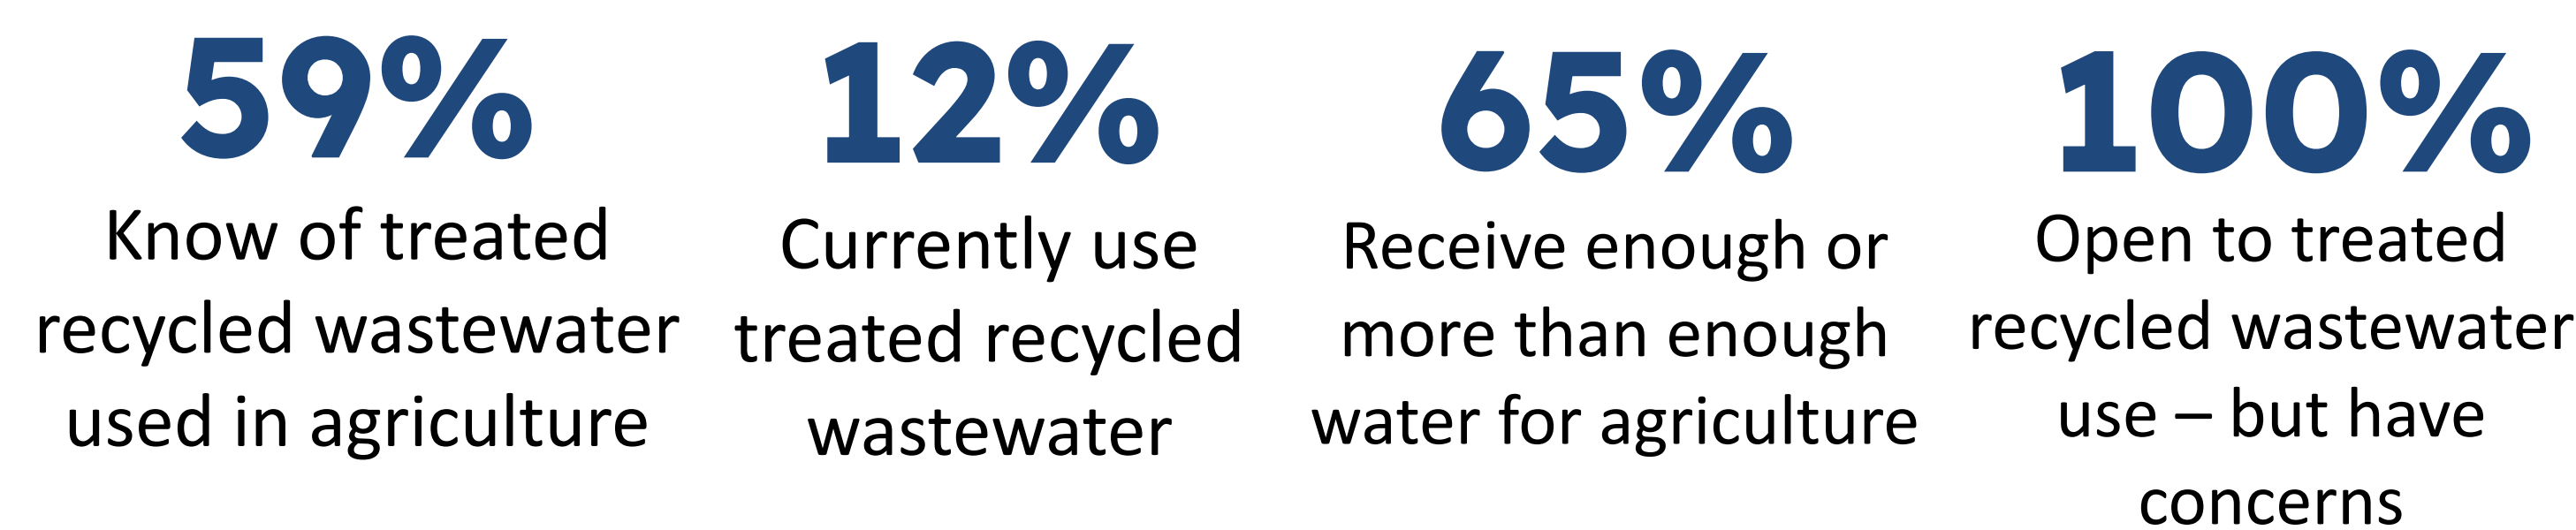 59%
Know of treated
recycled wastewater
used in agriculture
12%
Currently use
treated recycled
wastewater
65%
Receive enough or
more than enough
water for agriculture
100%
Open to treated
recycled wastewater
use – but have
concerns